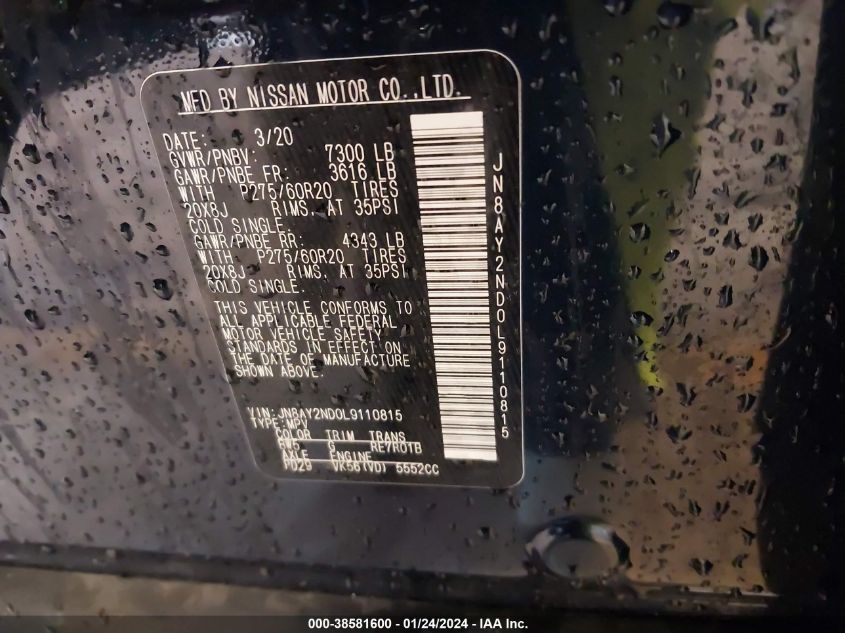 MFD BY NISSAN MOTOR CO.,LTD.
DATE: 3/20
GVWR/PNBV: 7300 LB
GAWR/PNBE FR: 3616 LB
WITH P275/60R20 TIRES
20X8J RIMS. AT 35PSI
COLD SINGLE.
GAWR/PNBE RR: 4343 LB
WITH P275/60R20 TIRES
20X8J RIMS. AT 35PSI
COLD SINGLE.
THIS VEHICLE CONFORMS TO
ALL APPLICABLE FEDERAL
MOTOR VEHICLE SAFETY
STANDARDS IN EFFECT ON
THE DATE OF MANUFACTURE
SHOWN ABOVE.
VIN: JN8AY2ND0L9110815
TYPE: MPV
COLOR TRIM TRANS
G RE7R01B
AXLE ENGINE
PD29 VK56(VD) 5552CC
JN8AY2ND0L9110815
000-38581600 - 01/24/2024 - IAA Inc.